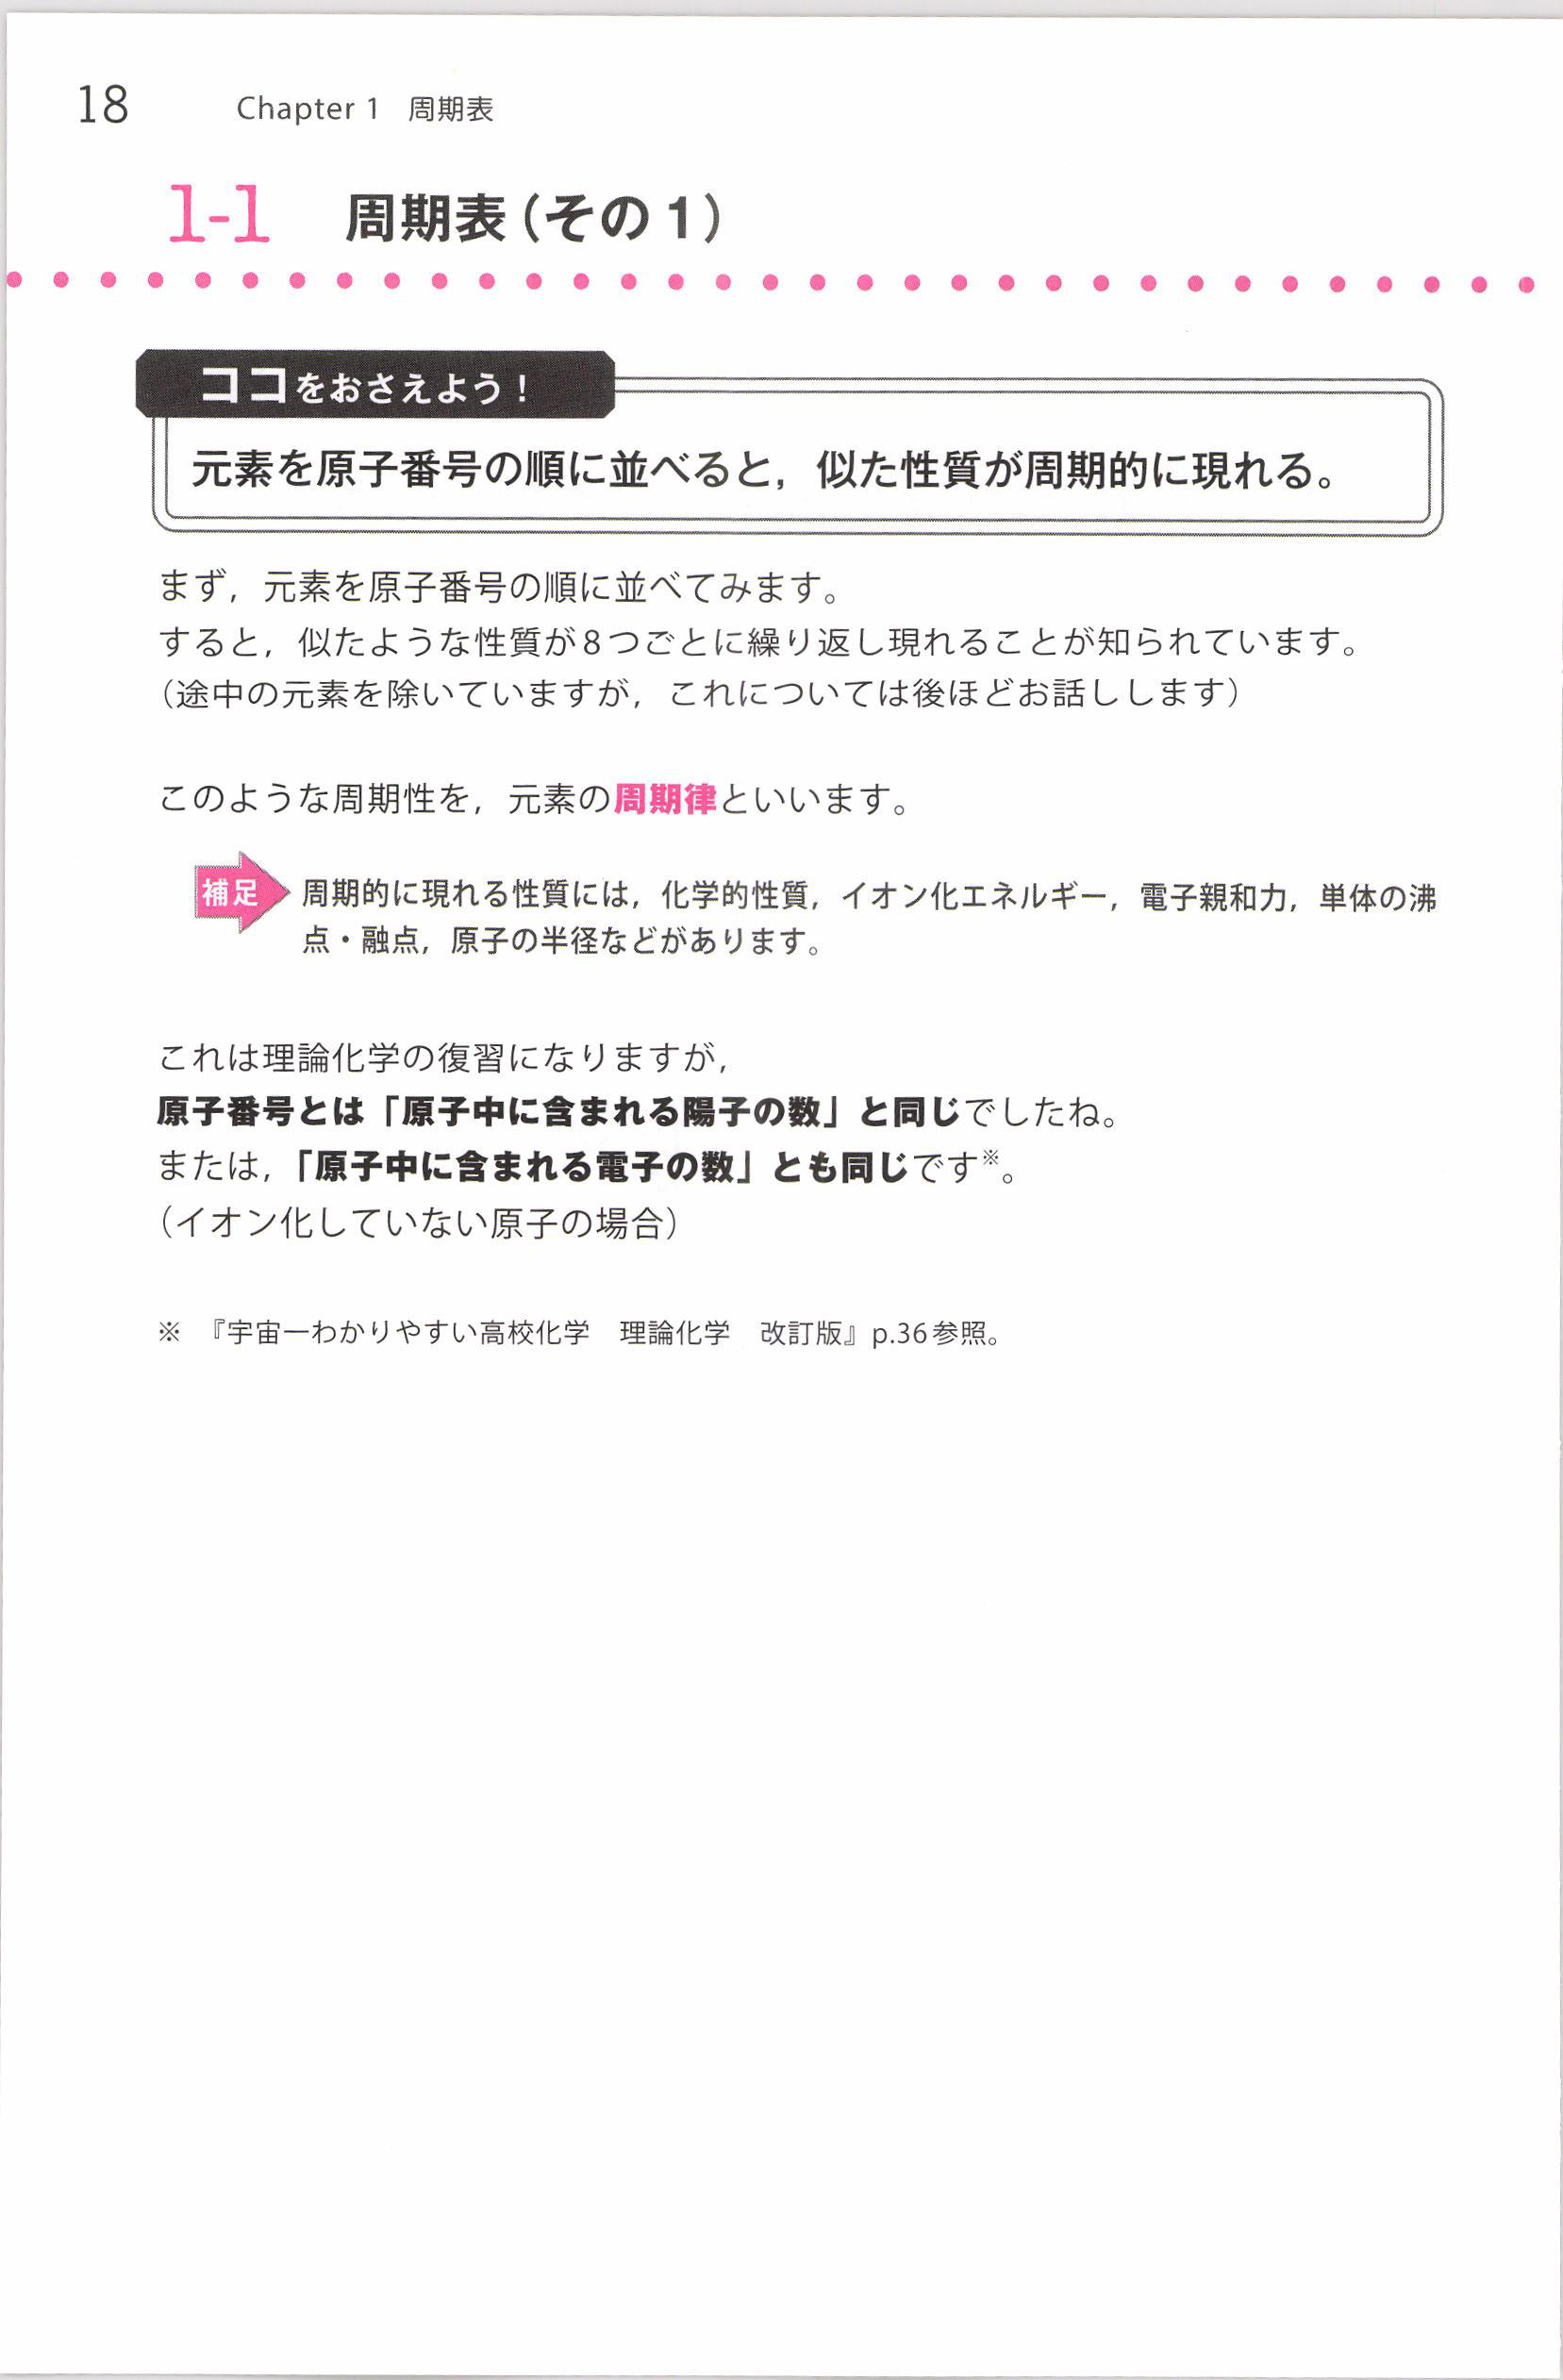 18 Chapter 1 周期表
1-1 周期表(その1)
ココをおさえよう!
元素を原子番号の順に並べると，似た性質が周期的に現れる。
まず，元素を原子番号の順に並べてみます。
すると，似たような性質が8つごとに繰り返し現れることが知られています。
(途中の元素を除いていますが，これについては後ほどお話しします)
このような周期性を，元素の周期律といいます。
補足 周期的に現れる性質には，化学的性質，イオン化エネルギー，電子親和力，単体の沸
点・融点，原子の半径などがあります。
これは理論化学の復習になりますが，
原子番号とは「原子中に含まれる陽子の数」と同じでしたね。
または，「原子中に含まれる電子の数」とも同じです※。
(イオン化していない原子の場合)
※ 『宇宙一わかりやすい高校化学 理論化学 改訂版』p.36参照。